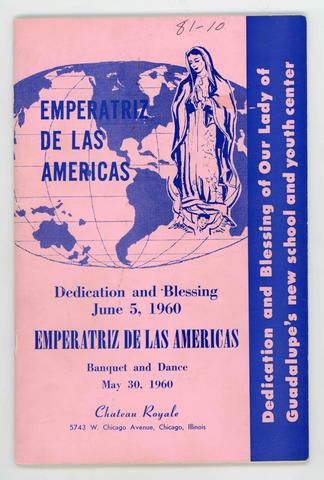 81-10
EMPERATRIZ
DE LAS
AMERICAS
Dedication and Blessing
June 5, 1960
EMPERATRIZ DE LAS AMERICAS
Banquet and Dance
May 30, 1960
Chateau Royale
5743 W. Chicago Avenue, Chicago, Illinois
Dedication and Blessing of Our Lady of
Guadalupe's new school and youth center